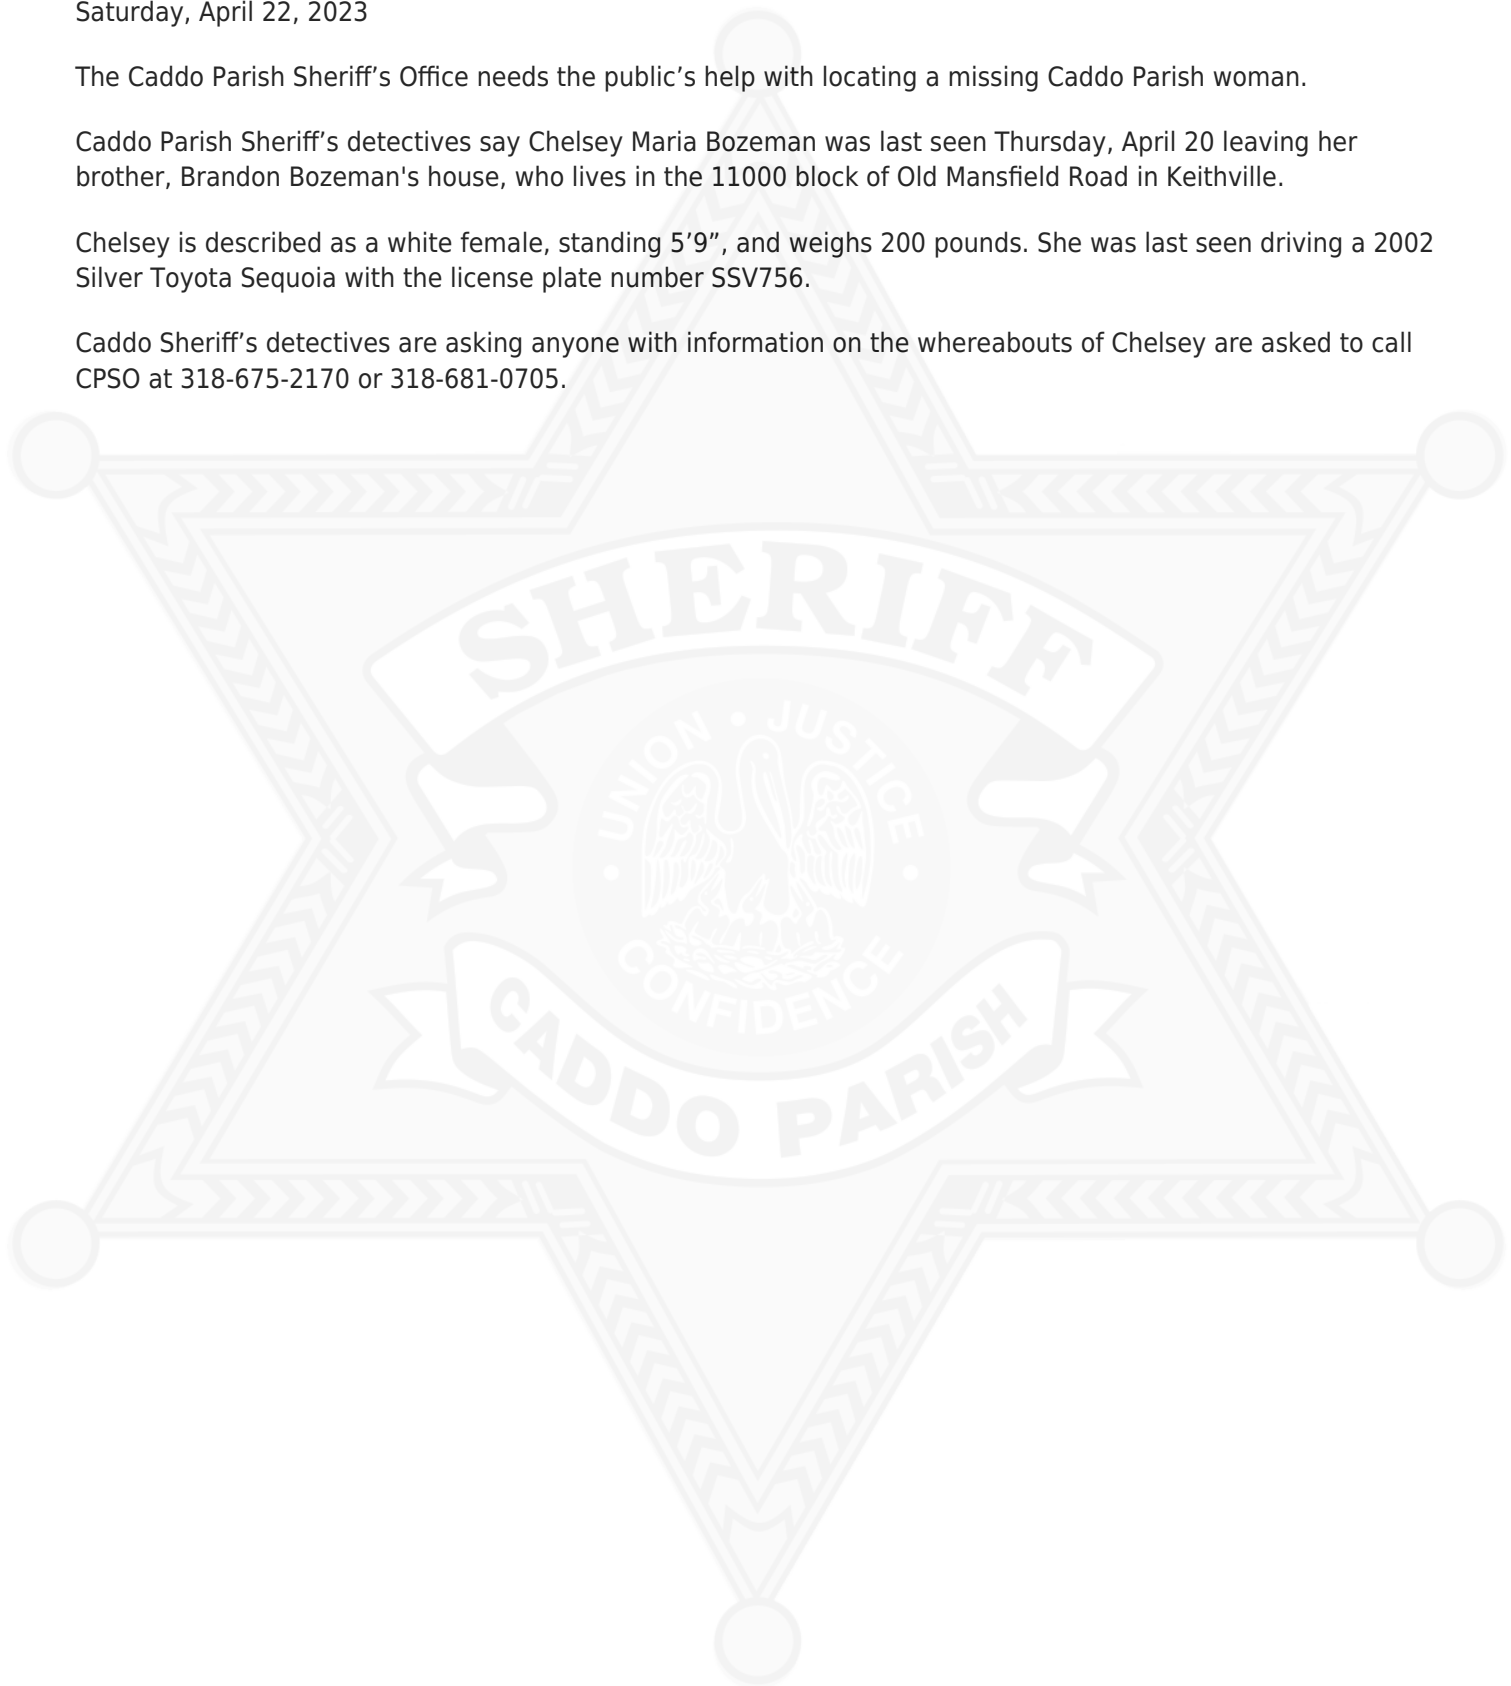 Saturday, April 22, 2023
The Caddo Parish Sheriff’s Office needs the public’s help with locating a missing Caddo Parish woman.
Caddo Parish Sheriff’s detectives say Chelsey Maria Bozeman was last seen Thursday, April 20 leaving her
brother, Brandon Bozeman's house, who lives in the 11000 block of Old Mansfield Road in Keithville.
Chelsey is described as a white female, standing 5’9”, and weighs 200 pounds. She was last seen driving a 2002
Silver Toyota Sequoia with the license plate number SSV756.
Caddo Sheriff’s detectives are asking anyone with information on the whereabouts of Chelsey are asked to call
CPSO at 318-675-2170 or 318-681-0705.
SHERIFF
UNION • JUSTICE
• CONFIDENCE •
CADDO PARISH